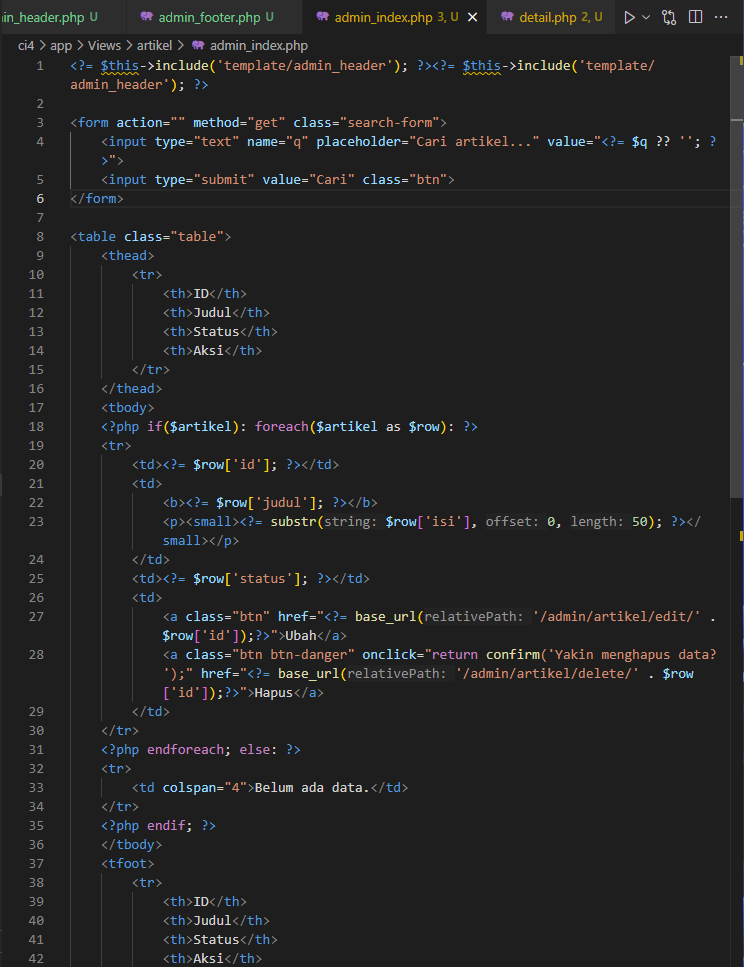 in_header.php U admin_footer.php U admin_index.php 3, U detail.php 2, U
ci4 > app > Views > artikel > admin_index.php
1 <?= $this->include('template/admin_header'); ?><?= $this->include('template/
admin_header'); ?>
2
3 <form action="" method="get" class="search-form">
4 <input type="text" name="q" placeholder="Cari artikel..." value="<?= $q ?? ''; ?
>">
5 <input type="submit" value="Cari" class="btn">
6 </form>
7
8 <table class="table">
9 <thead>
10 <tr>
11 <th>ID</th>
12 <th>Judul</th>
13 <th>Status</th>
14 <th>Aksi</th>
15 </tr>
16 </thead>
17 <tbody>
18 <?php if($artikel): foreach($artikel as $row): ?>
19 <tr>
20 <td><?= $row['id']; ?></td>
21 <td>
22 <b><?= $row['judul']; ?></b>
23 <p><small><?= substr(string: $row['isi'], offset: 0, length: 50); ?></
small></p>
24 </td>
25 <td><?= $row['status']; ?></td>
26 <td>
27 <a class="btn" href="<?= base_url(relativePath: '/admin/artikel/edit/' .
$row['id']);?>">Ubah</a>
28 <a class="btn btn-danger" onclick="return confirm('Yakin menghapus data?
');" href="<?= base_url(relativePath: '/admin/artikel/delete/' . $row
['id']);?>">Hapus</a>
29 </td>
30 </tr>
31 <?php endforeach; else: ?>
32 <tr>
33 <td colspan="4">Belum ada data.</td>
34 </tr>
35 <?php endif; ?>
36 </tbody>
37 <tfoot>
38 <tr>
39 <th>ID</th>
40 <th>Judul</th>
41 <th>Status</th>
42 <th>Aksi</th>